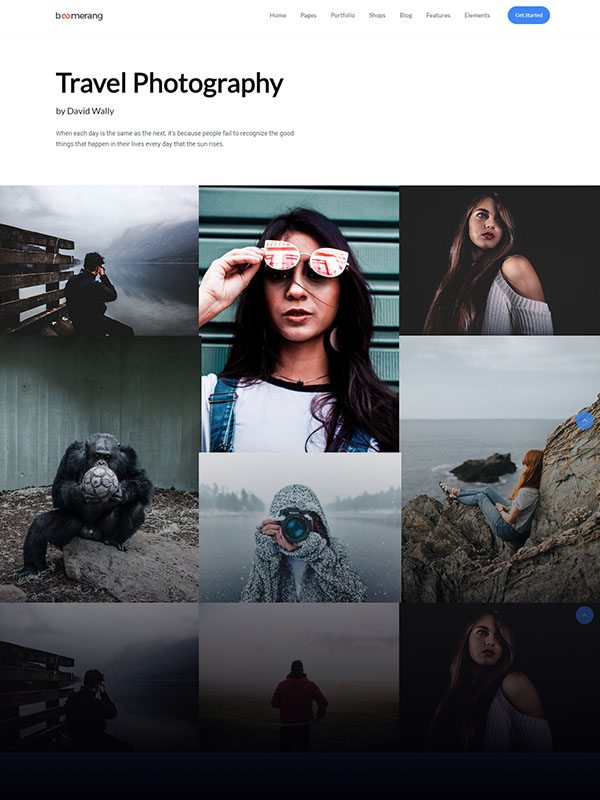 boomerang
Home Pages Portfolio Shops Blog Features Elements Get Started
Travel Photography
by David Wally
When each day is the same as the next, it's because people fail to recognize the good
things that happen in their lives every day that the sun rises.